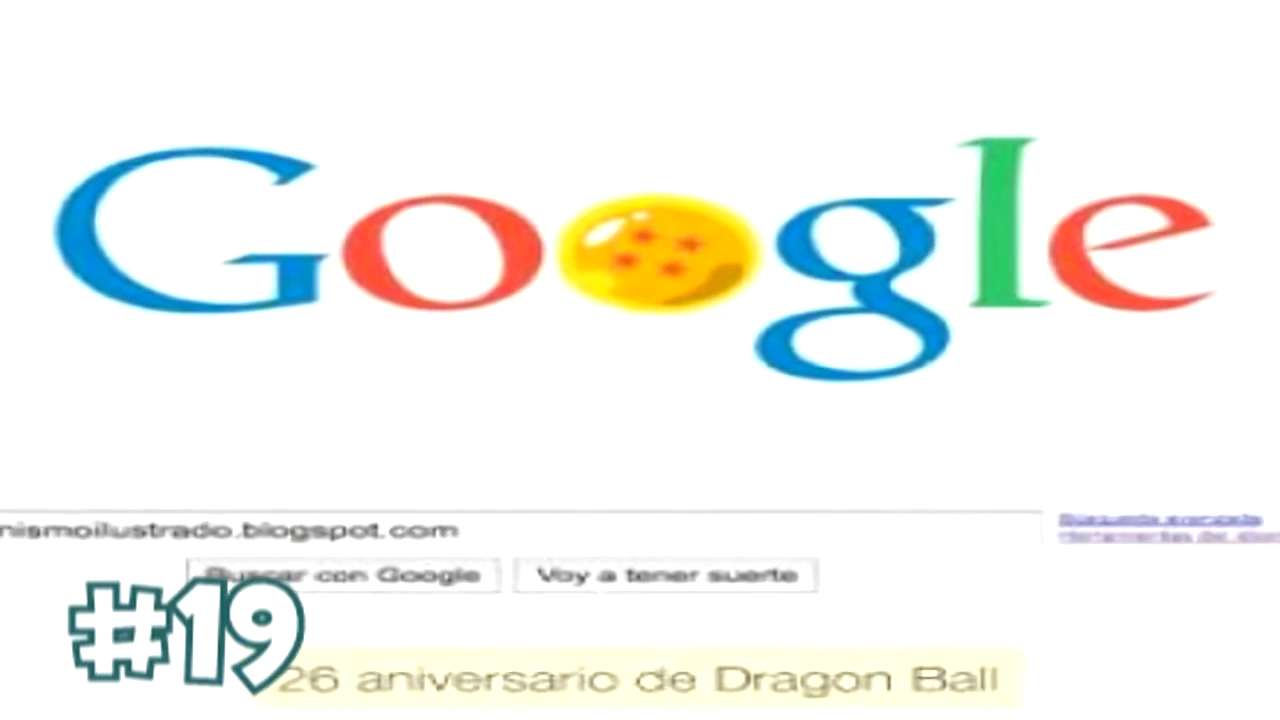 Google
nismoilustrado.blogspot.com
Buscar con Google
Voy a tener suerte
#19
26 aniversario de Dragon Ball